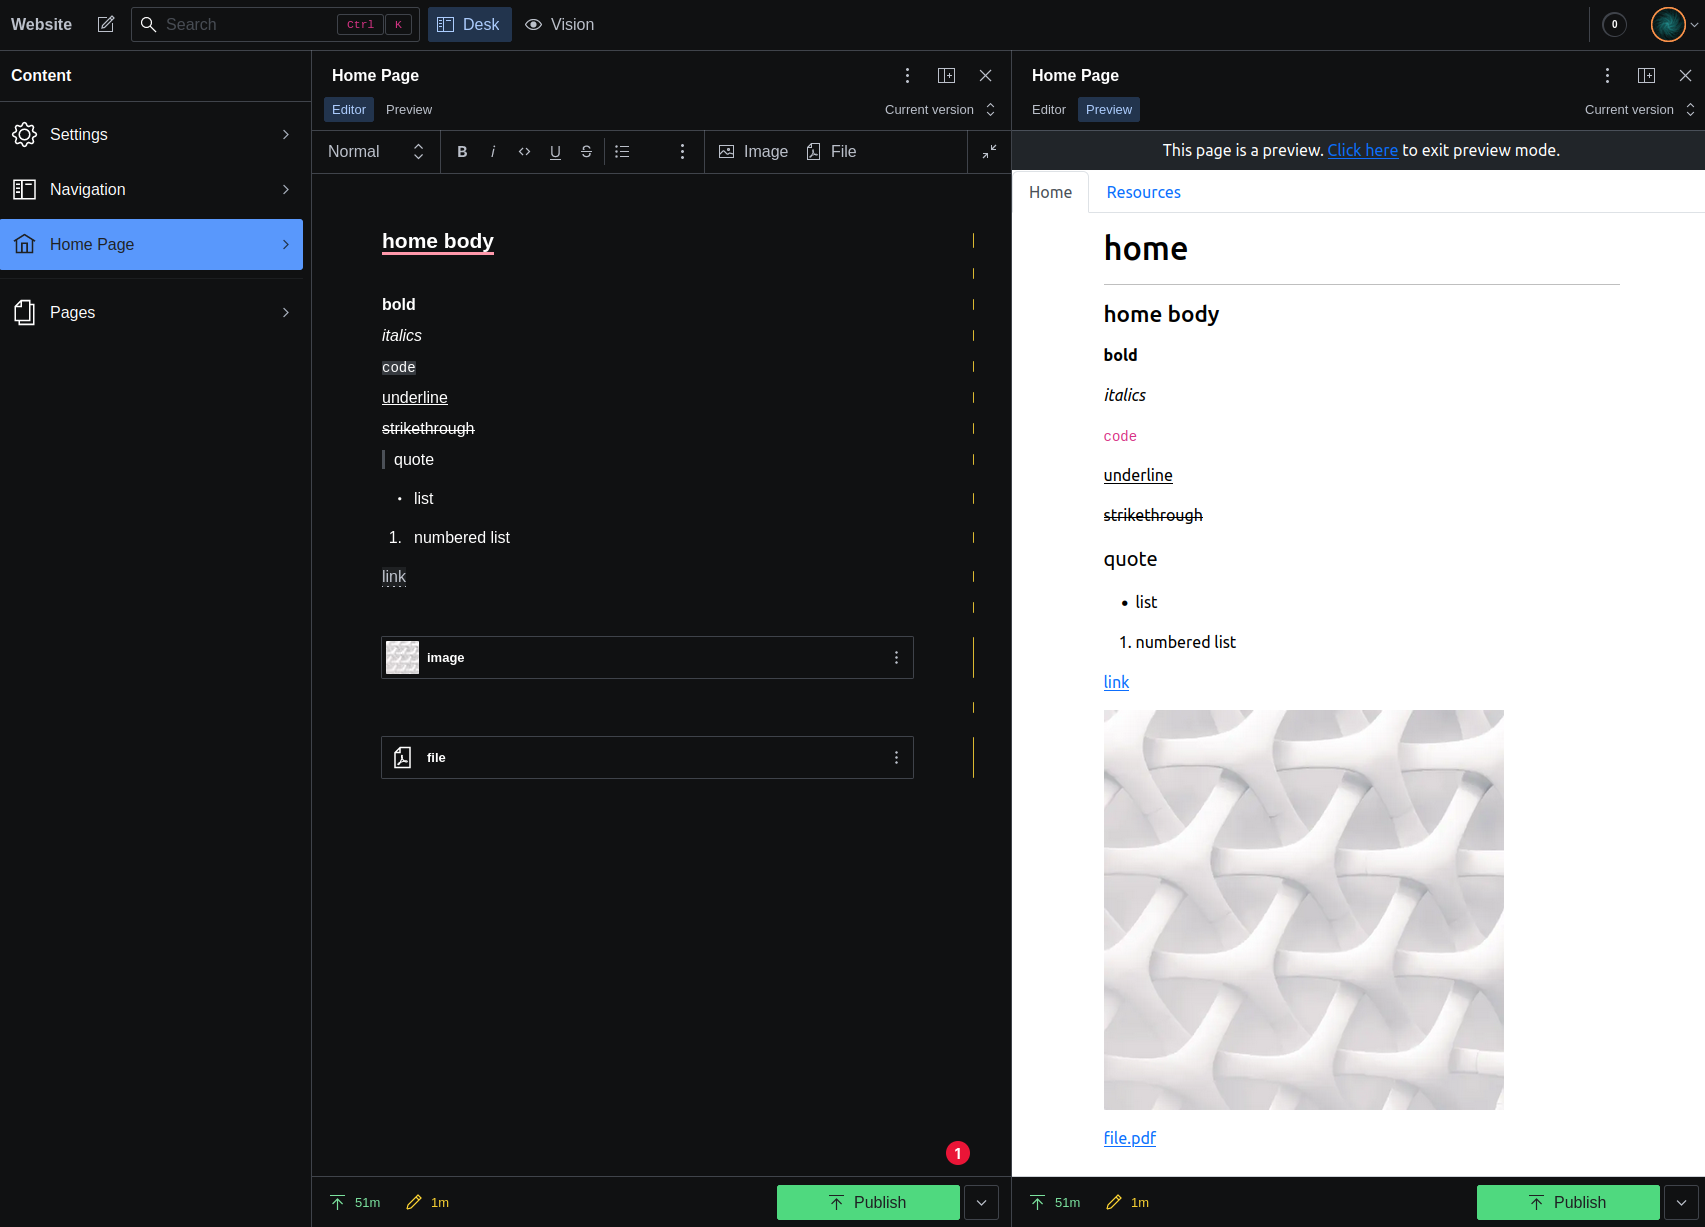 Website
Search
Ctrl K
Desk
Vision
0
Content
Settings
Navigation
Home Page
Pages
Home Page
Editor Preview
Current version
Normal
B i U S
Image File
home body
bold
italics
code
underline
strikethrough
quote
• list
1. numbered list
link
image
file
1
51m 1m
Publish
Home Page
Editor Preview
Current version
This page is a preview. Click here to exit preview mode.
Home Resources
home
home body
bold
italics
code
underline
strikethrough
quote
• list
1. numbered list
link
file.pdf
51m 1m
Publish